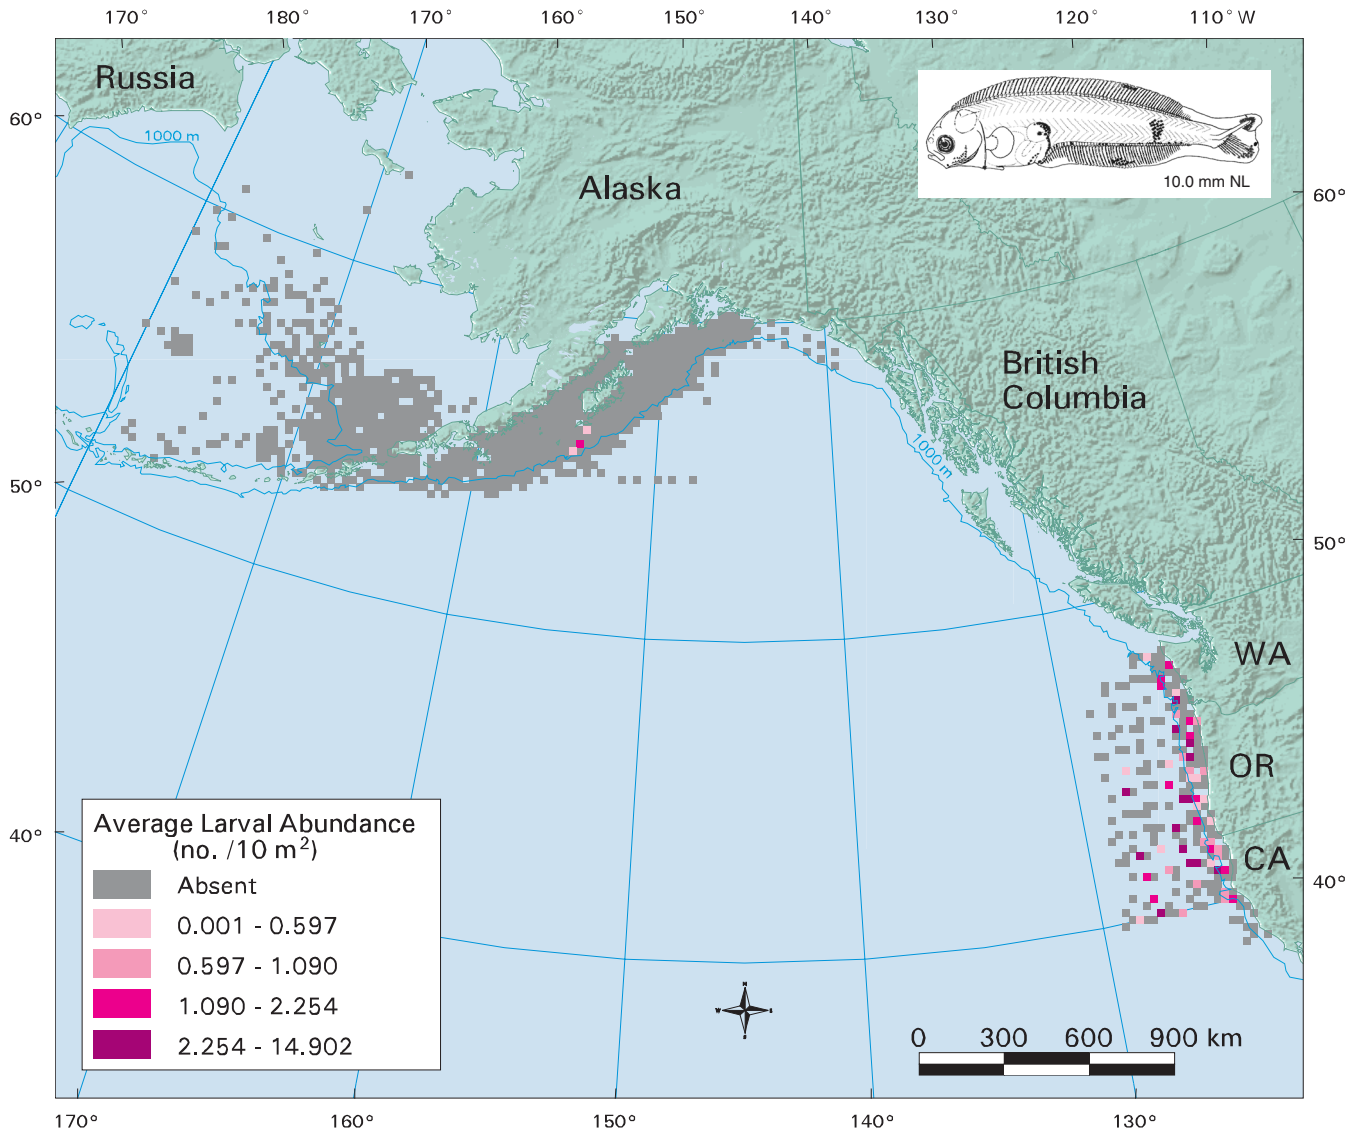 170°
180°
170°
160°
150°
140°
130°
120°
110° W
Russia
60°
1000 m
Alaska
10.0 mm NL
60°
British
Columbia
1000 m
50°
50°
WA
OR
CA
40°
40°
Average Larval Abundance
(no. /10 m²)
Absent
0.001 - 0.597
0.597 - 1.090
1.090 - 2.254
2.254 - 14.902
N
W
S
0 300 600 900 km
170°
160°
150°
140°
130°